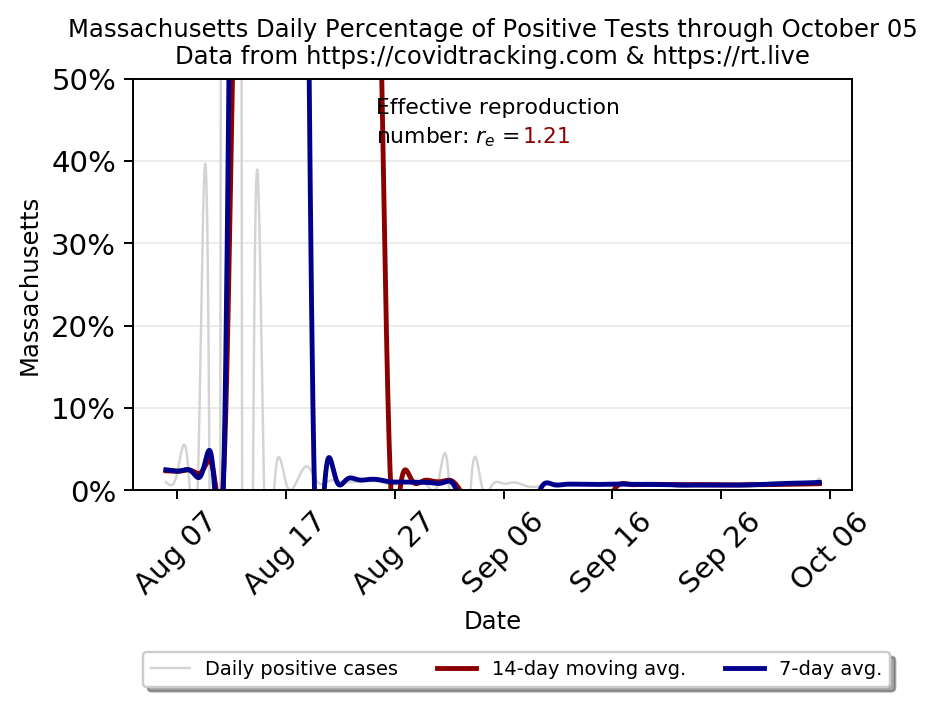 Massachusetts Daily Percentage of Positive Tests through October 05
Data from https://covidtracking.com & https://rt.live
50%
Effective reproduction
number: rₑ = 1.21
40%
30%
20%
10%
0%
Massachusetts
Aug 07
Aug 17
Aug 27
Sep 06
Sep 16
Sep 26
Oct 06
Date
Daily positive cases
14-day moving avg.
7-day avg.